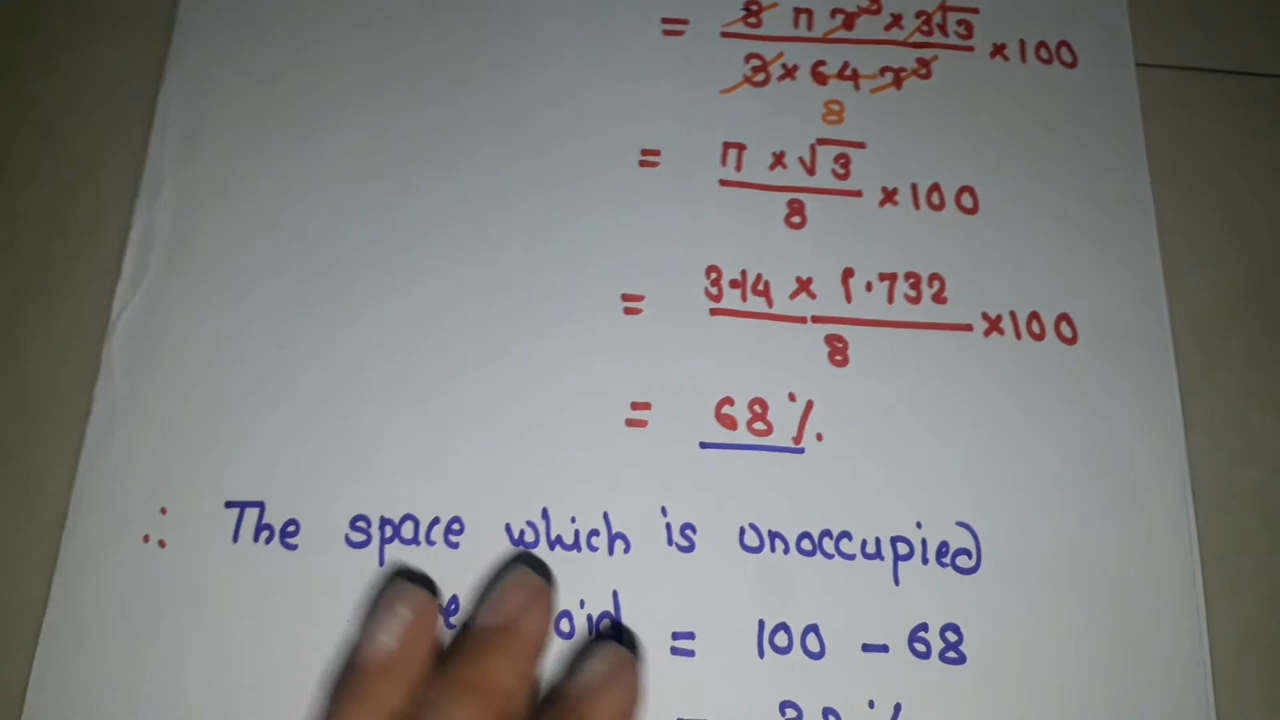 = 8 π r³ × 3√3 / 3 × 64 r³ × 100
8
= π × √3 / 8 × 100
= 3.14 × 1.732 / 8 × 100
= 68%.
∴ The space which is unoccupied
= 100 - 68